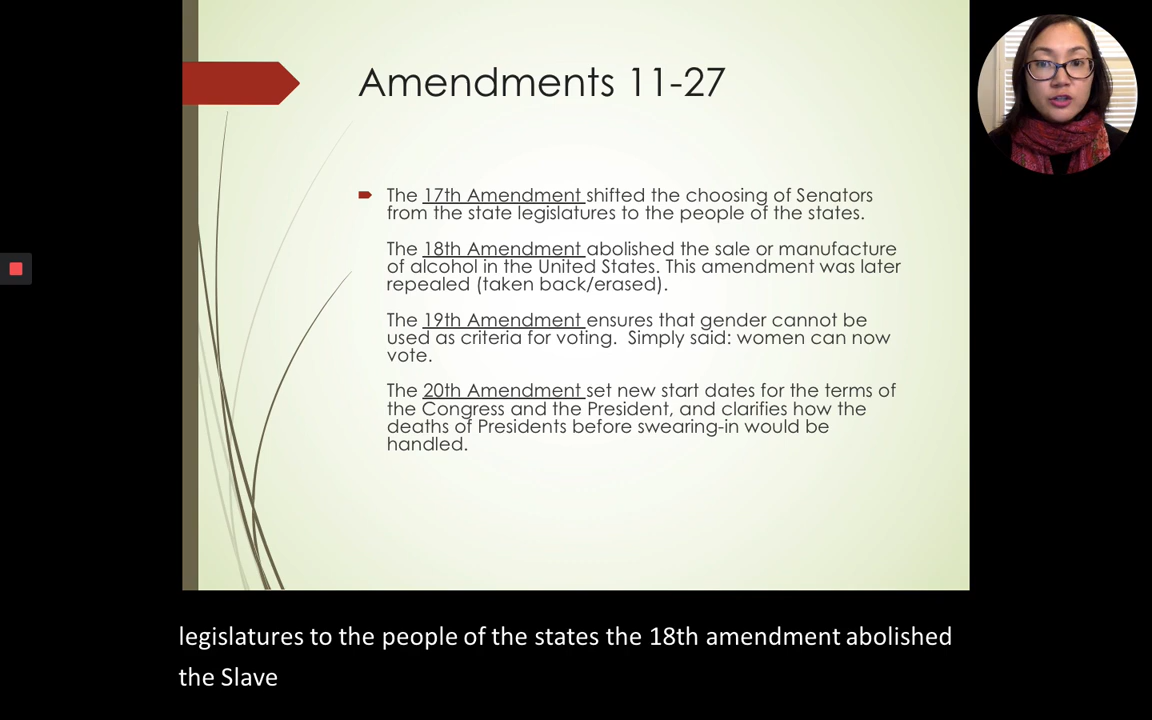 Amendments 11-27
The 17th Amendment shifted the choosing of Senators
from the state legislatures to the people of the states.
The 18th Amendment abolished the sale or manufacture
of alcohol in the United States. This amendment was later
repealed (taken back/erased).
The 19th Amendment ensures that gender cannot be
used as criteria for voting.  Simply said: women can now
vote.
The 20th Amendment set new start dates for the terms of
the Congress and the President, and clarifies how the
deaths of Presidents before swearing-in would be
handled.
legislatures to the people of the states the 18th amendment abolished
the Slave